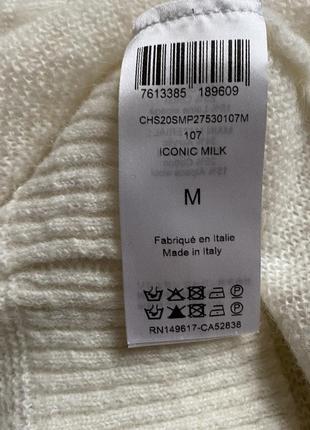 7613385 189609
CHS20SMP27530107M
107
ICONIC MILK
M
Fabriqué en Italie
Made in Italy
RN149617-CA52838